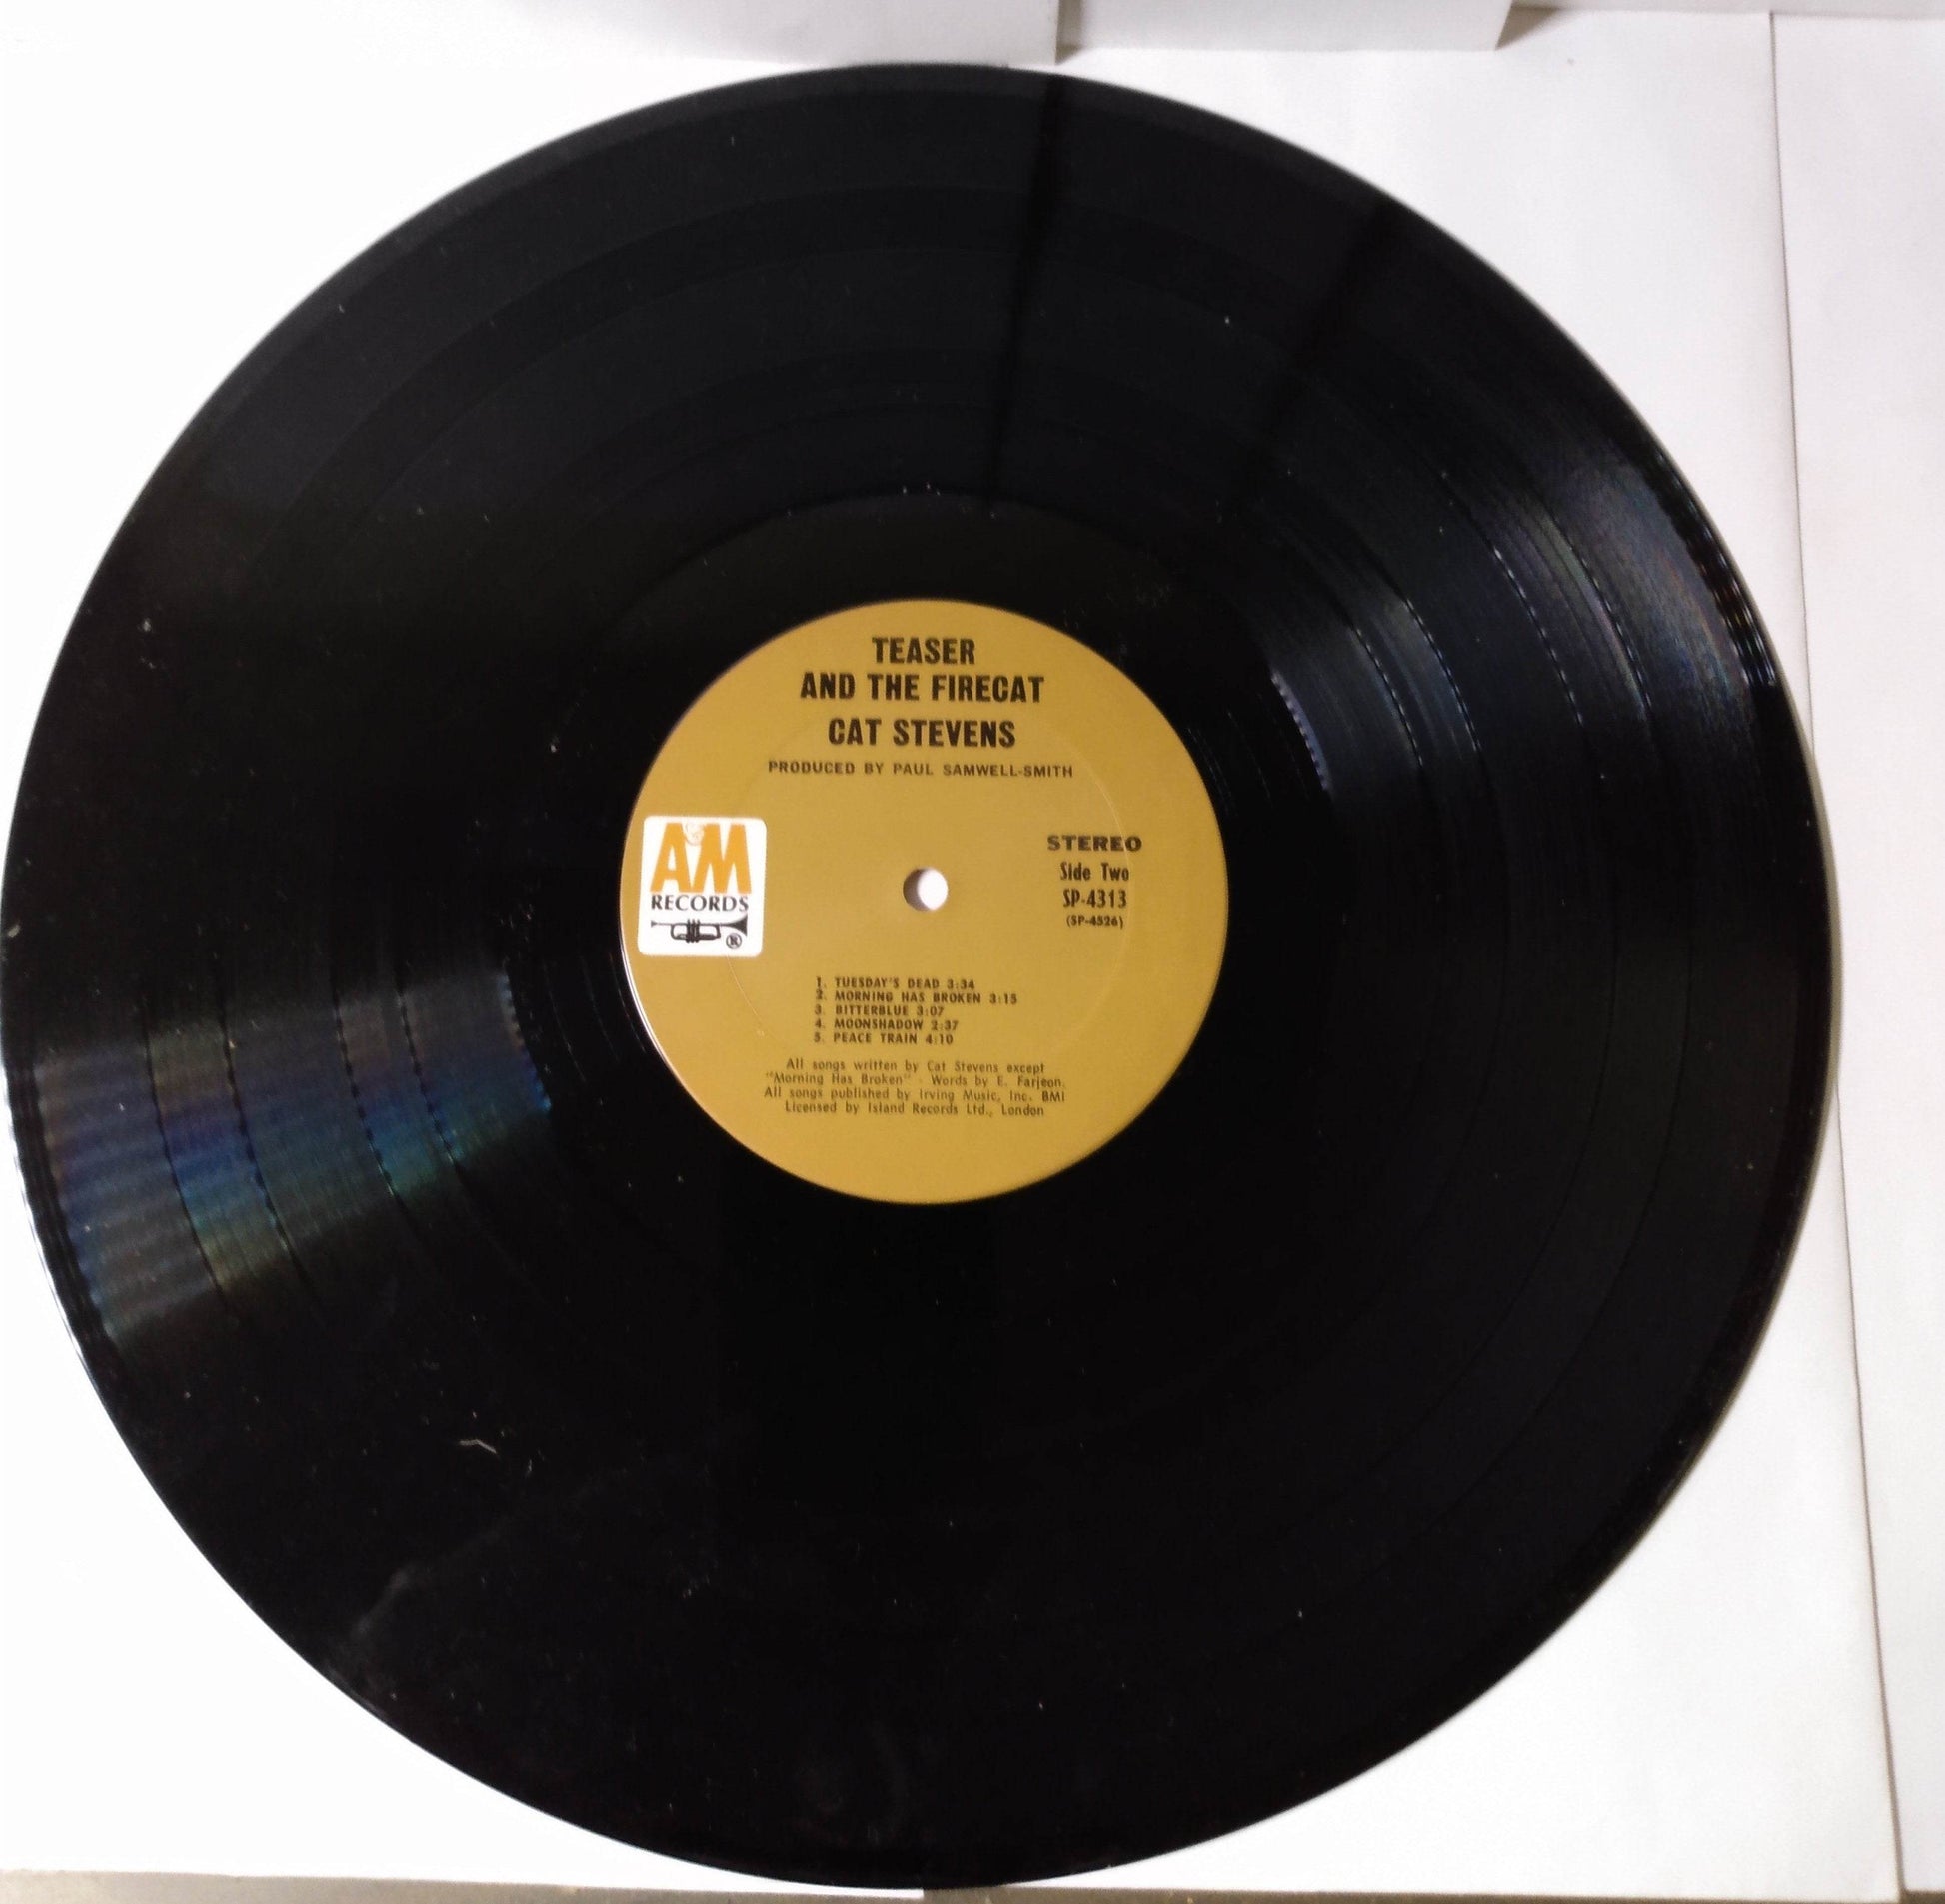 TEASER
AND THE FIRECAT
CAT STEVENS
PRODUCED BY PAUL SAMWELL-SMITH
A&M
RECORDS
®
STEREO
Side Two
SP-4313
(SP-4526)
1. TUESDAY'S DEAD 3:34
2. MORNING HAS BROKEN 3:15
3. BITTERBLUE 3:07
4. MOONSHADOW 2:37
5. PEACE TRAIN 4:10
All songs written by Cat Stevens except
"Morning Has Broken" - Words by E. Farjeon.
All songs published by Irving Music, Inc. BMI
Licensed by Island Records Ltd., London